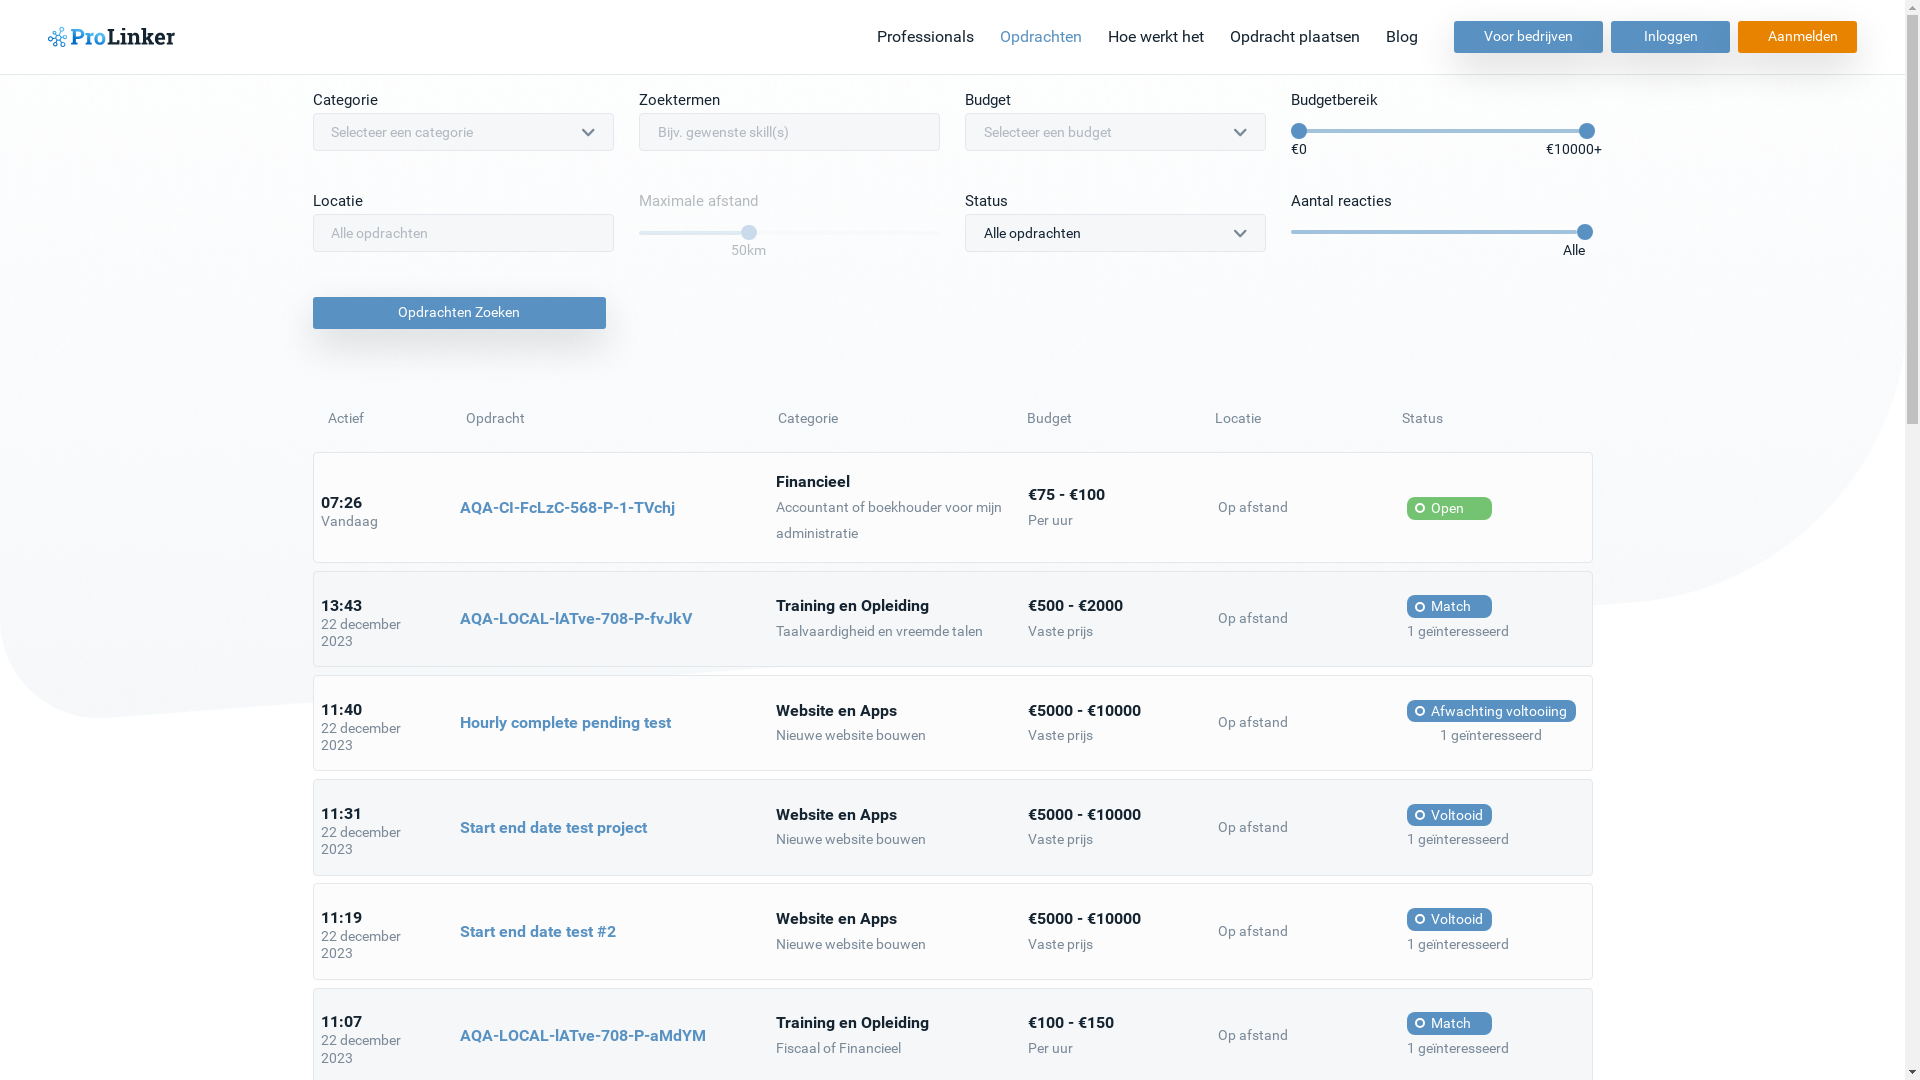 ProLinker
Professionals Opdrachten Hoe werkt het Opdracht plaatsen Blog Voor bedrijven Inloggen Aanmelden
Categorie Zoektermen Budget Budgetbereik
Selecteer een categorie Bijv. gewenste skill(s) Selecteer een budget
€0 €10000+
Locatie Maximale afstand Status Aantal reacties
Alle opdrachten Alle opdrachten
50km Alle
Opdrachten Zoeken
Actief Opdracht Categorie Budget Locatie Status
07:26
Vandaag
AQA-CI-FcLzC-568-P-1-TVchj
Financieel
Accountant of boekhouder voor mijn
administratie
€75 - €100
Per uur
Op afstand
Open
13:43
22 december
2023
AQA-LOCAL-lATve-708-P-fvJkV
Training en Opleiding
Taalvaardigheid en vreemde talen
€500 - €2000
Vaste prijs
Op afstand
Match
1 geïnteresseerd
11:40
22 december
2023
Hourly complete pending test
Website en Apps
Nieuwe website bouwen
€5000 - €10000
Vaste prijs
Op afstand
Afwachting voltooiing
1 geïnteresseerd
11:31
22 december
2023
Start end date test project
Website en Apps
Nieuwe website bouwen
€5000 - €10000
Vaste prijs
Op afstand
Voltooid
1 geïnteresseerd
11:19
22 december
2023
Start end date test #2
Website en Apps
Nieuwe website bouwen
€5000 - €10000
Vaste prijs
Op afstand
Voltooid
1 geïnteresseerd
11:07
22 december
2023
AQA-LOCAL-lATve-708-P-aMdYM
Training en Opleiding
Fiscaal of Financieel
€100 - €150
Per uur
Op afstand
Match
1 geïnteresseerd